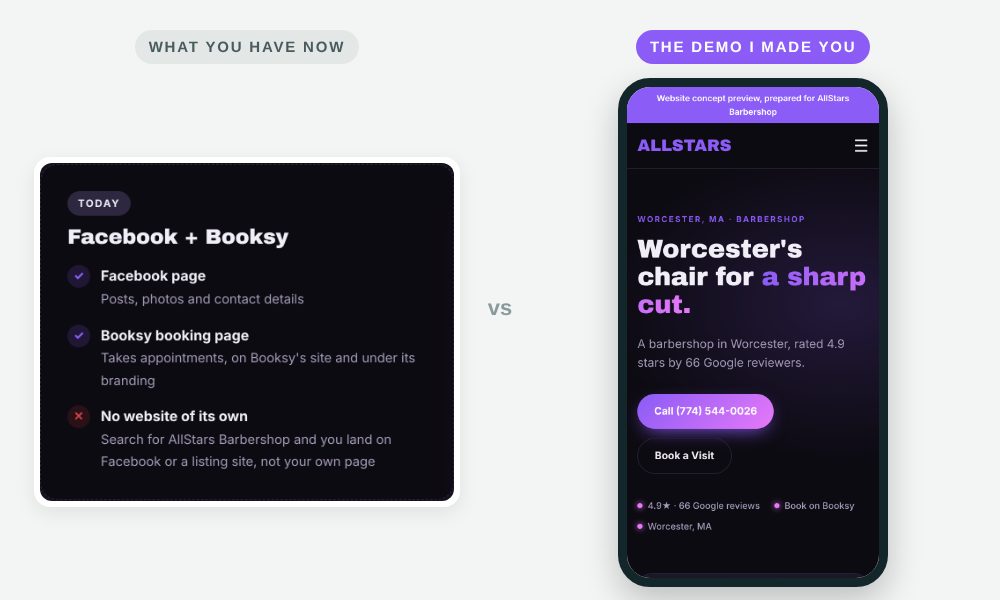 WHAT YOU HAVE NOW
TODAY
Facebook + Booksy
Facebook page
Posts, photos and contact details
Booksy booking page
Takes appointments, on Booksy's site and under its
branding
No website of its own
Search for AllStars Barbershop and you land on
Facebook or a listing site, not your own page
vs
THE DEMO I MADE YOU
Website concept preview, prepared for AllStars
Barbershop
ALLSTARS
WORCESTER, MA · BARBERSHOP
Worcester's
chair for a sharp
cut.
A barbershop in Worcester, rated 4.9
stars by 66 Google reviewers.
Call (774) 544-0026
Book a Visit
4.9★ · 66 Google reviews
Book on Booksy
Worcester, MA